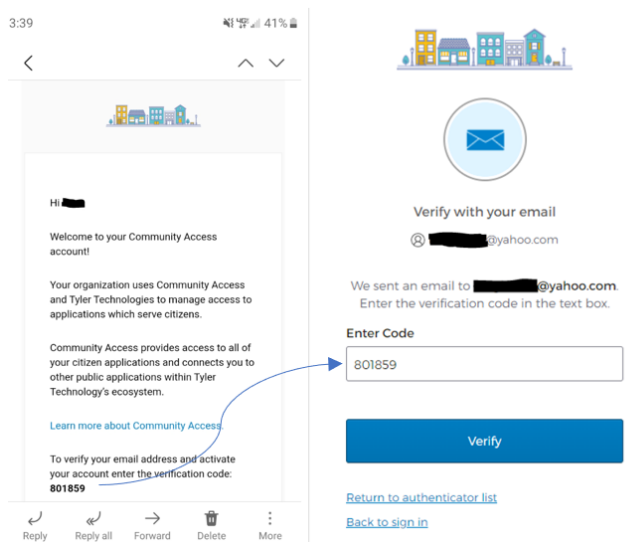 3:39
41%
Hi
Welcome to your Community Access
account!
Your organization uses Community Access
and Tyler Technologies to manage access to
applications which serve citizens.
Community Access provides access to all of
your citizen applications and connects you to
other public applications within Tyler
Technology's ecosystem.
Learn more about Community Access.
To verify your email address and activate
your account enter the verification code:
801859
Reply
Reply all
Forward
Delete
More
Verify with your email
@yahoo.com
We sent an email to @yahoo.com.
Enter the verification code in the text box.
Enter Code
801859
Verify
Return to authenticator list
Back to sign in